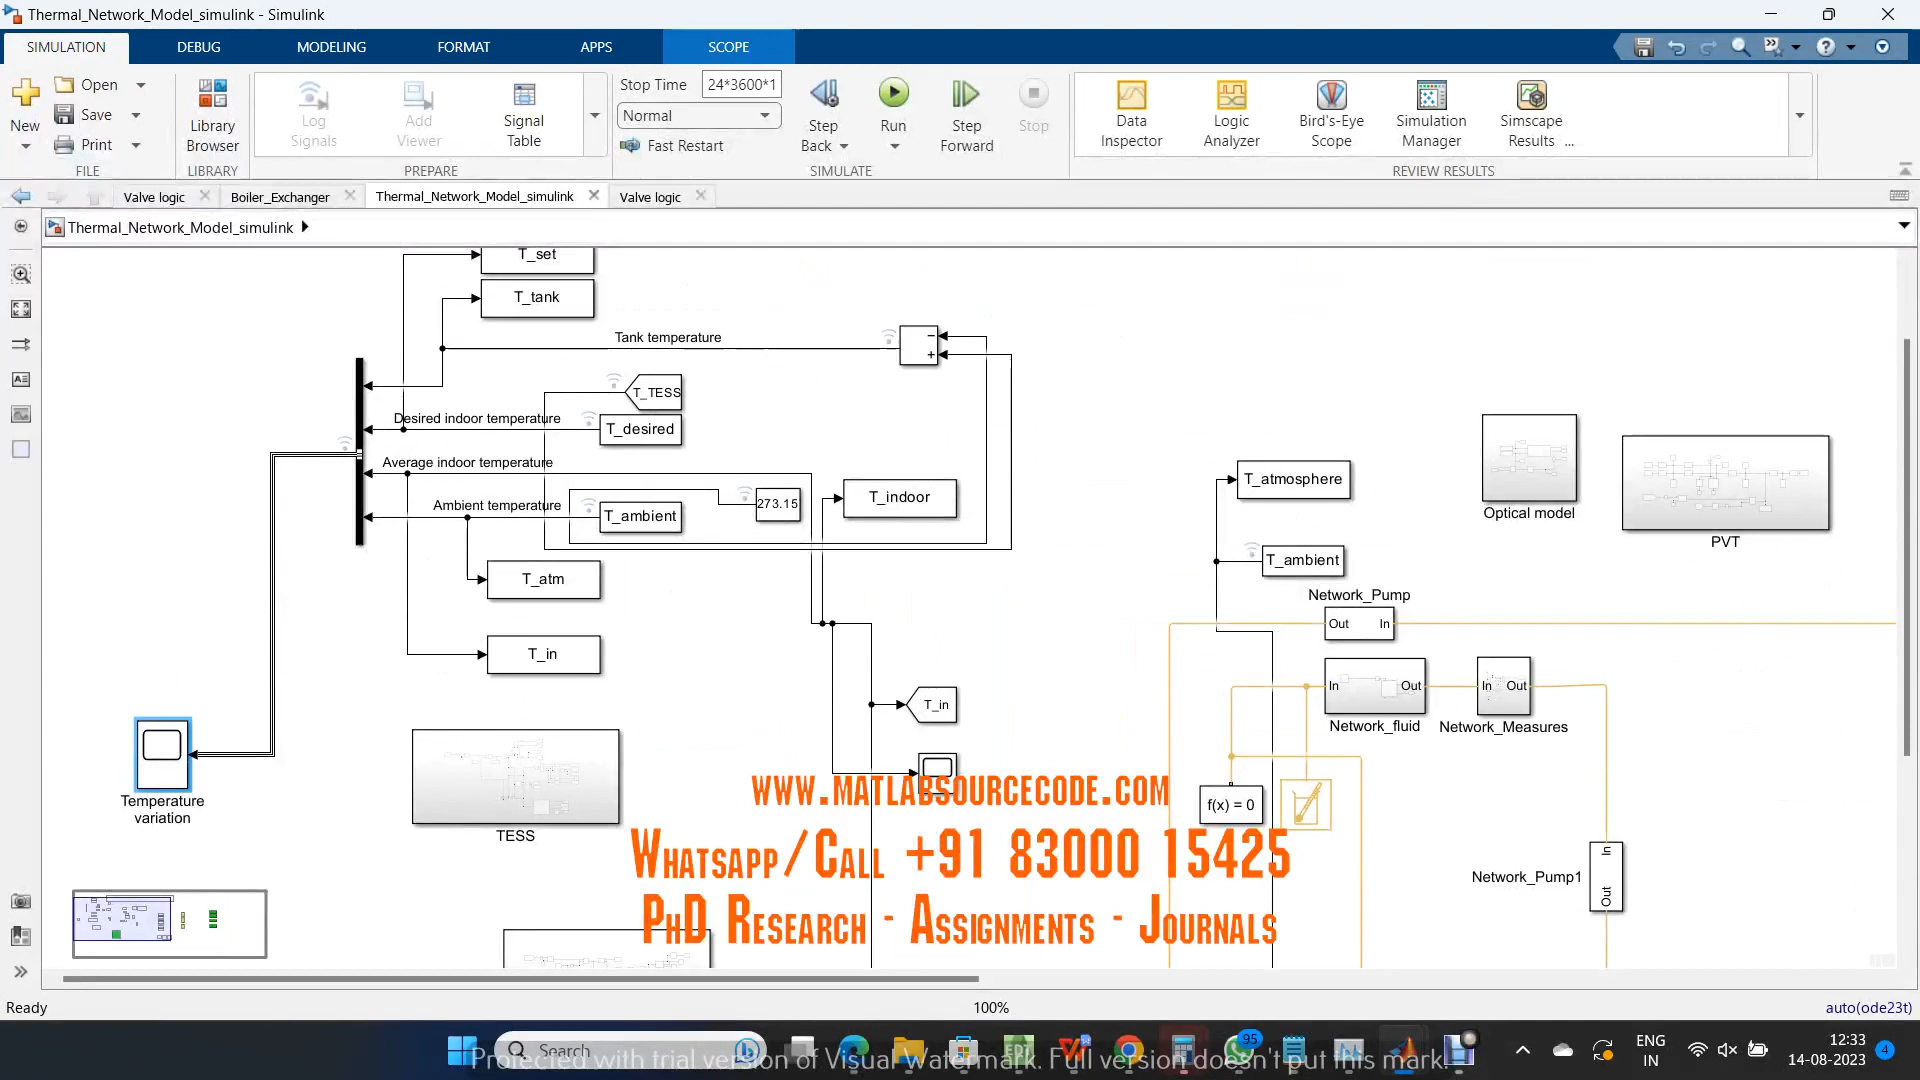 Thermal_Network_Model_simulink - Simulink
SIMULATION DEBUG MODELING FORMAT APPS SCOPE
New
Open
Save
Print
FILE
Library Browser
LIBRARY
Log Signals
Add Viewer
Signal Table
PREPARE
Stop Time 24*3600*1
Normal
Fast Restart
Step Back
Run
Step Forward
Stop
SIMULATE
Data Inspector
Logic Analyzer
Bird's-Eye Scope
Simulation Manager
Simscape Results ...
REVIEW RESULTS
Valve logic
Boiler_Exchanger
Thermal_Network_Model_simulink
Valve logic
Thermal_Network_Model_simulink
T_set
T_tank
Tank temperature
−
+
T_TESS
Desired indoor temperature
T_desired
Average indoor temperature
273.15
T_indoor
Ambient temperature
T_ambient
T_atm
T_in
T_in
Temperature variation
TESS
T_atmosphere
T_ambient
Optical model
PVT
Network_Pump
Out In
In Out
Network_fluid
In Out
Network_Measures
f(x) = 0
Network_Pump1
In
Out
www.matlabsourcecode.com
Whatsapp/Call +91 83000 15425
PhD Research - Assignments - Journals
Ready
100%
auto(ode23t)
Search
Protected with trial version of Visual Watermark. Full version doesn't put this mark.
95
ENG
IN
12:33
14-08-2023
4